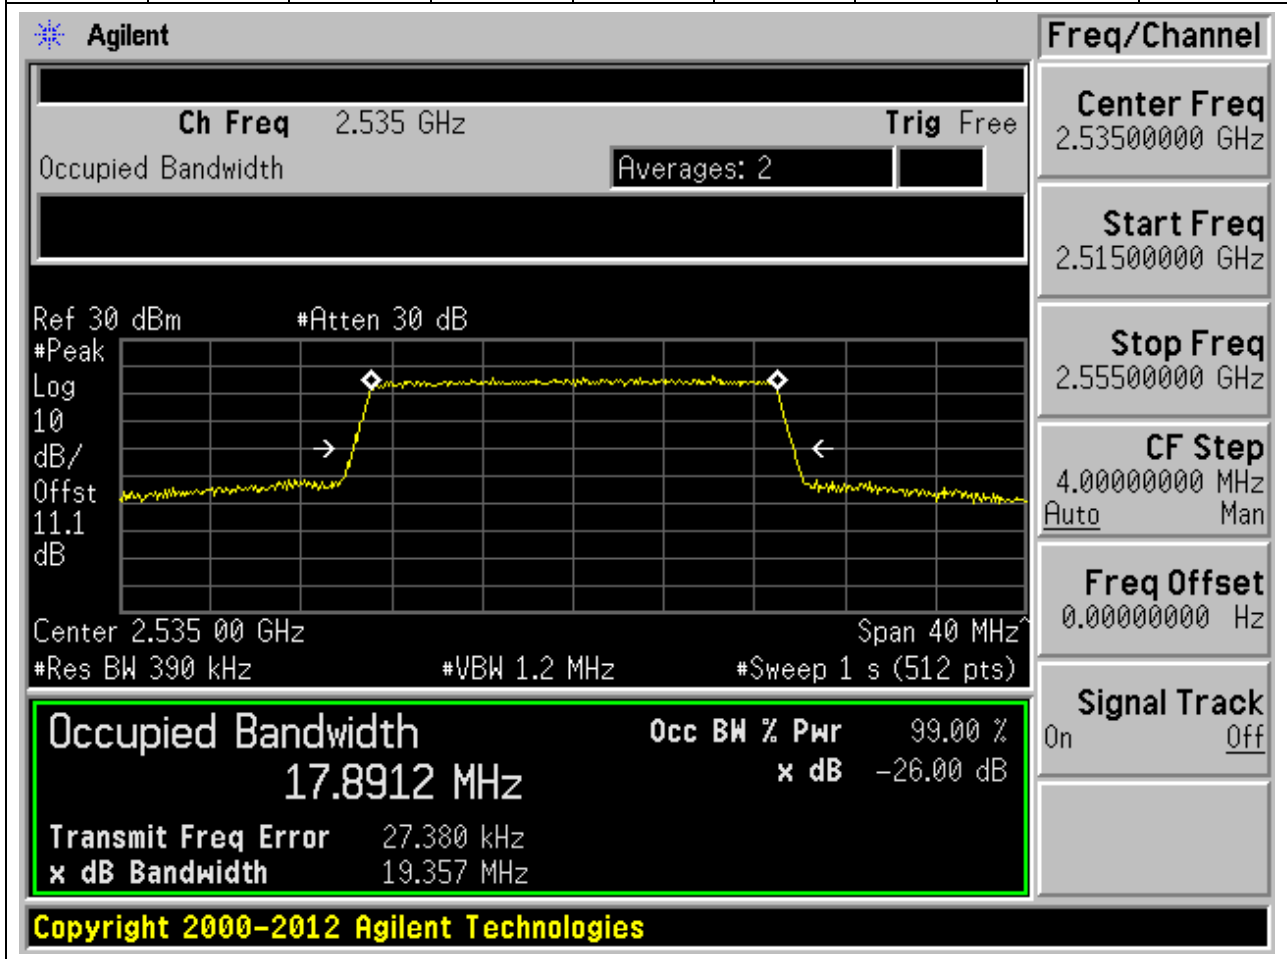 Agilent
Freq/Channel
Ch Freq 2.535 GHz Trig Free
Occupied Bandwidth Averages: 2
Center Freq
2.53500000 GHz
Start Freq
2.51500000 GHz
Stop Freq
2.55500000 GHz
CF Step
4.00000000 MHz
Auto Man
Freq Offset
0.00000000 Hz
Signal Track
On Off
Ref 30 dBm #Atten 30 dB
#Peak
Log
10
dB/
Offst
11.1
dB
Center 2.535 00 GHz Span 40 MHz^
#Res BW 390 kHz #VBW 1.2 MHz #Sweep 1 s (512 pts)
Occupied Bandwidth
17.8912 MHz
Occ BW % Pwr 99.00 %
x dB -26.00 dB
Transmit Freq Error 27.380 kHz
x dB Bandwidth 19.357 MHz
Copyright 2000-2012 Agilent Technologies